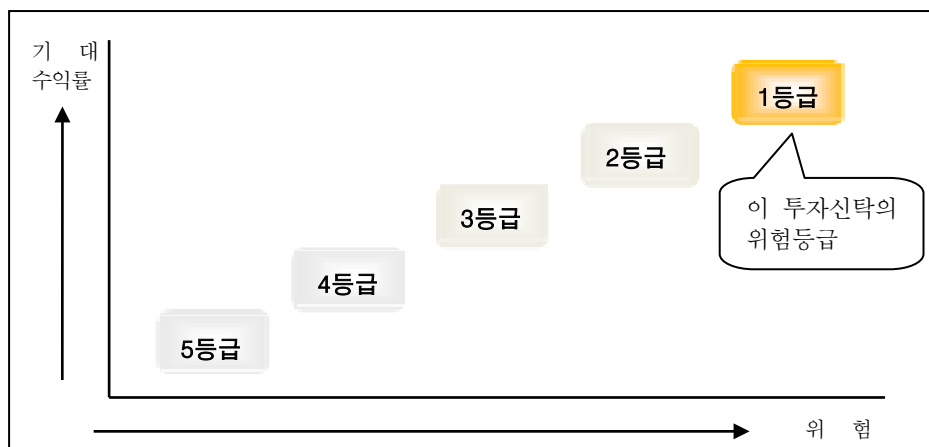 기 대
수익률
1등급
2등급
이 투자신탁의
위험등급
3등급
4등급
5등급
위 험